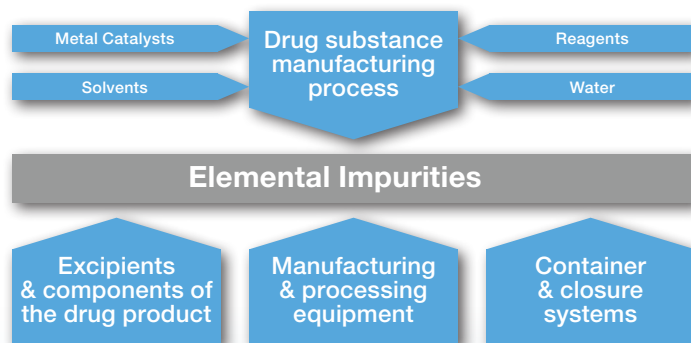 Metal Catalysts
Solvents
Drug substance
manufacturing
process
Reagents
Water
Elemental Impurities
Excipients
& components of
the drug product
Manufacturing
& processing
equipment
Container
& closure
systems